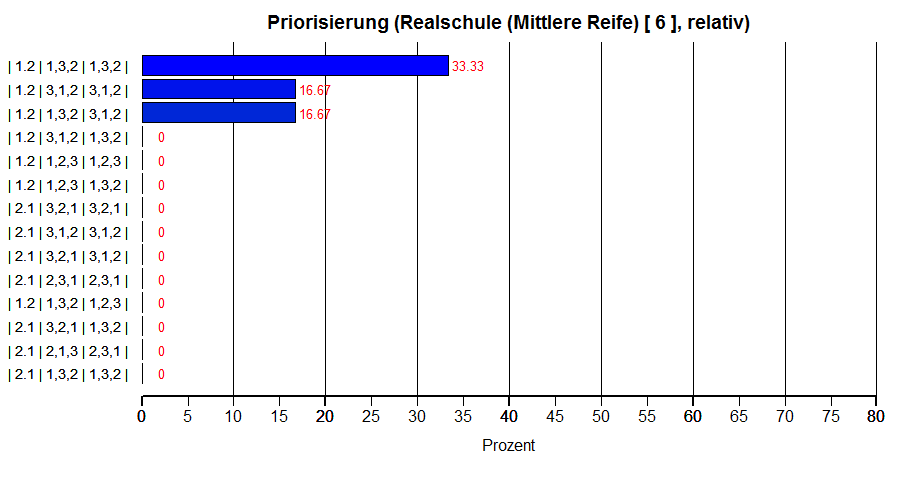 Priorisierung (Realschule (Mittlere Reife) [ 6 ], relativ)
| 1.2 | 1,3,2 | 1,3,2 | 33.33
| 1.2 | 3,1,2 | 3,1,2 | 16.67
| 1.2 | 1,3,2 | 3,1,2 | 16.67
| 1.2 | 3,1,2 | 1,3,2 | 0
| 1.2 | 1,2,3 | 1,2,3 | 0
| 1.2 | 1,2,3 | 1,3,2 | 0
| 2.1 | 3,2,1 | 3,2,1 | 0
| 2.1 | 3,1,2 | 3,1,2 | 0
| 2.1 | 3,2,1 | 3,1,2 | 0
| 2.1 | 2,3,1 | 2,3,1 | 0
| 1.2 | 1,3,2 | 1,2,3 | 0
| 2.1 | 3,2,1 | 1,3,2 | 0
| 2.1 | 2,1,3 | 2,3,1 | 0
| 2.1 | 1,3,2 | 1,3,2 | 0
0 5 10 15 20 25 30 35 40 45 50 55 60 65 70 75 80
Prozent